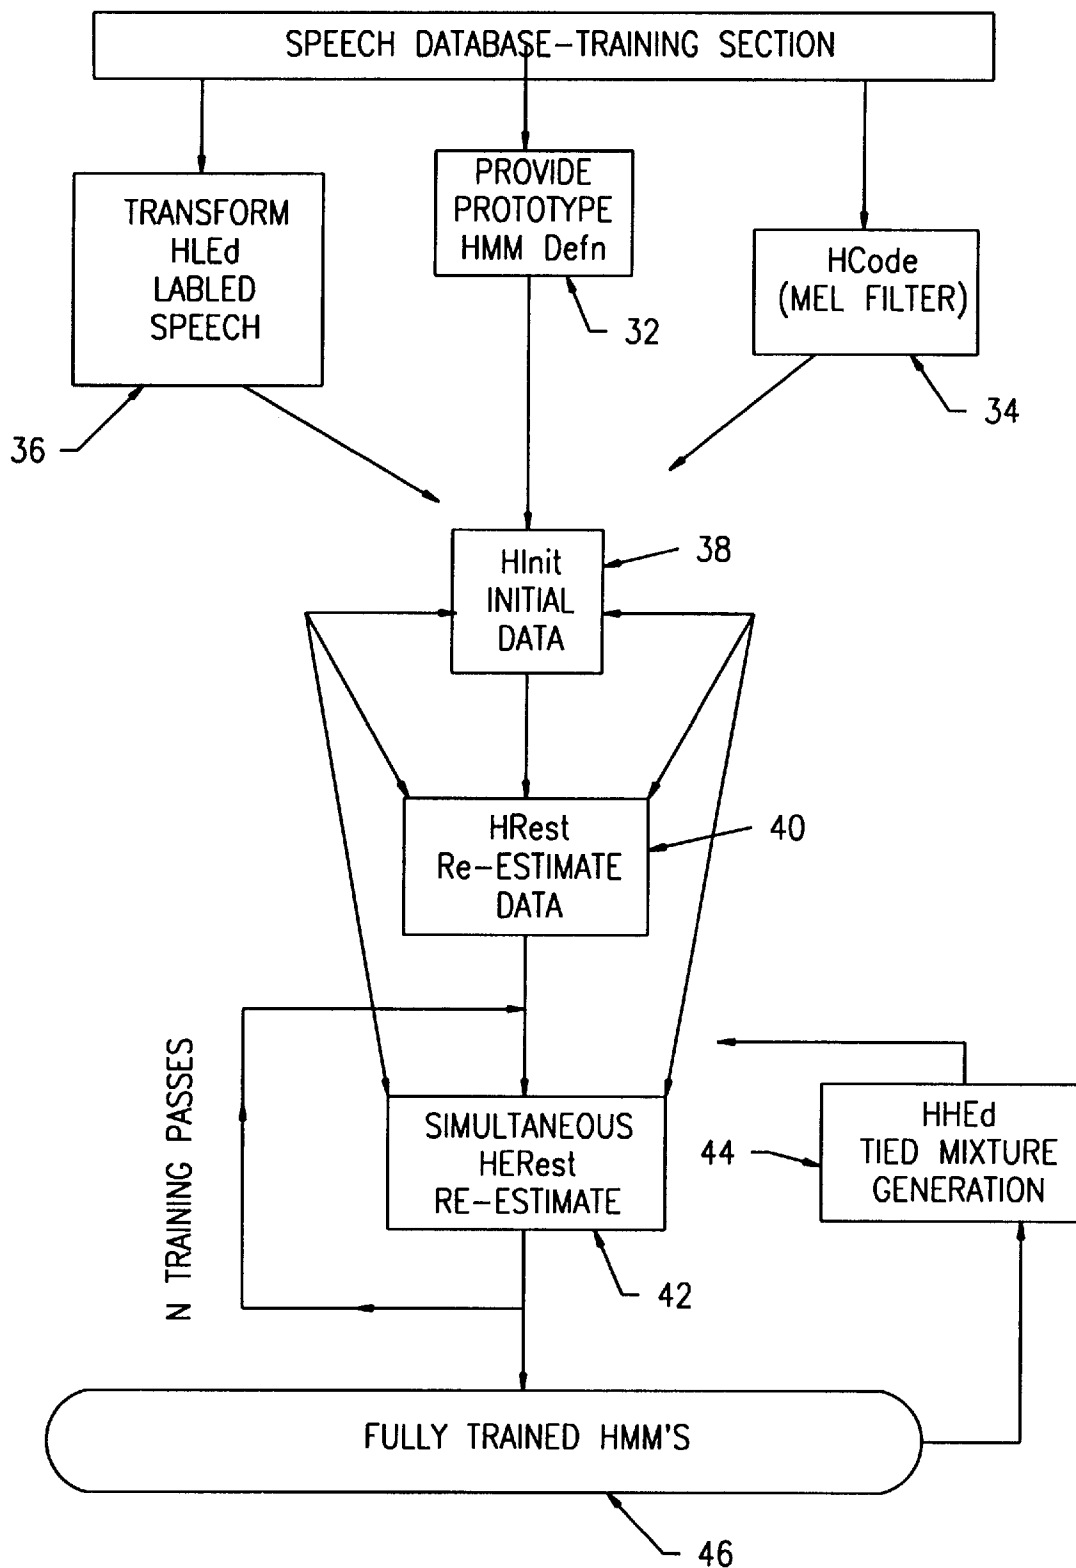 SPEECH DATABASE-TRAINING SECTION
TRANSFORM
HLEd
LABLED
SPEECH
36
PROVIDE
PROTOTYPE
HMM Defn
32
HCode
(MEL FILTER)
34
HInit
INITIAL
DATA
38
HRest
Re-ESTIMATE
DATA
40
N TRAINING PASSES
SIMULTANEOUS
HERest
RE-ESTIMATE
42
HHEd
TIED MIXTURE
GENERATION
44
FULLY TRAINED HMM'S
46